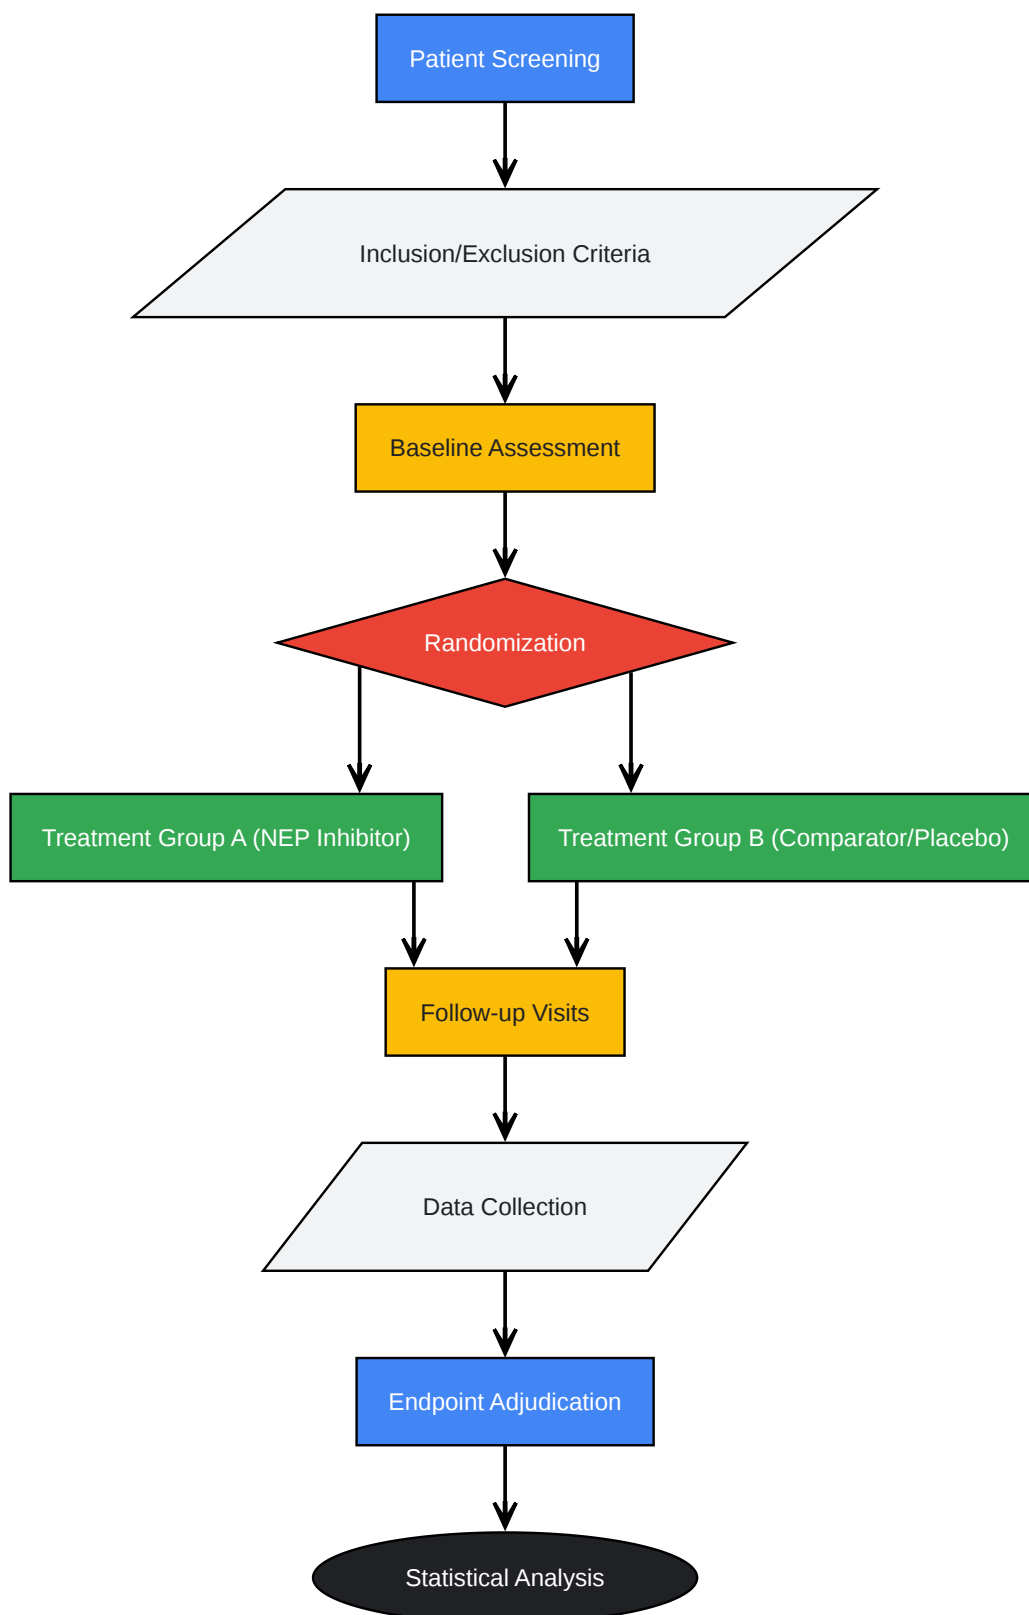 Patient Screening
Inclusion/Exclusion Criteria
Baseline Assessment
Randomization
Treatment Group A (NEP Inhibitor)
Treatment Group B (Comparator/Placebo)
Follow-up Visits
Data Collection
Endpoint Adjudication
Statistical Analysis